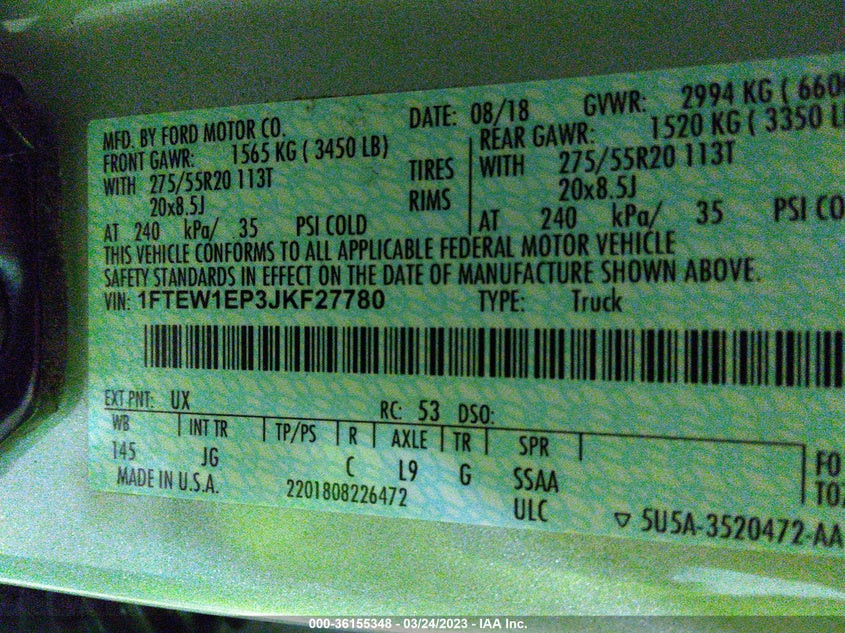 MFD. BY FORD MOTOR CO. DATE: 08/18 GVWR: 2994 KG ( 660
FRONT GAWR: 1565 KG ( 3450 LB) REAR GAWR: 1520 KG ( 3350 L
WITH 275/55R20 113T TIRES WITH 275/55R20 113T
20x8.5J RIMS 20x8.5J
AT 240 kPa/ 35 PSI COLD AT 240 kPa/ 35 PSI CO
THIS VEHICLE CONFORMS TO ALL APPLICABLE FEDERAL MOTOR VEHICLE
SAFETY STANDARDS IN EFFECT ON THE DATE OF MANUFACTURE SHOWN ABOVE.
VIN: 1FTEW1EP3JKF27780 TYPE: Truck
EXT PNT: UX RC: 53 DSO:
WB INT TR TP/PS R AXLE TR SPR
145 JG C L9 G SSAA FO
MADE IN U.S.A. 2201808226472 ULC TO
▽ 5U5A-3520472-AA
000-36155348 - 03/24/2023 - IAA Inc.